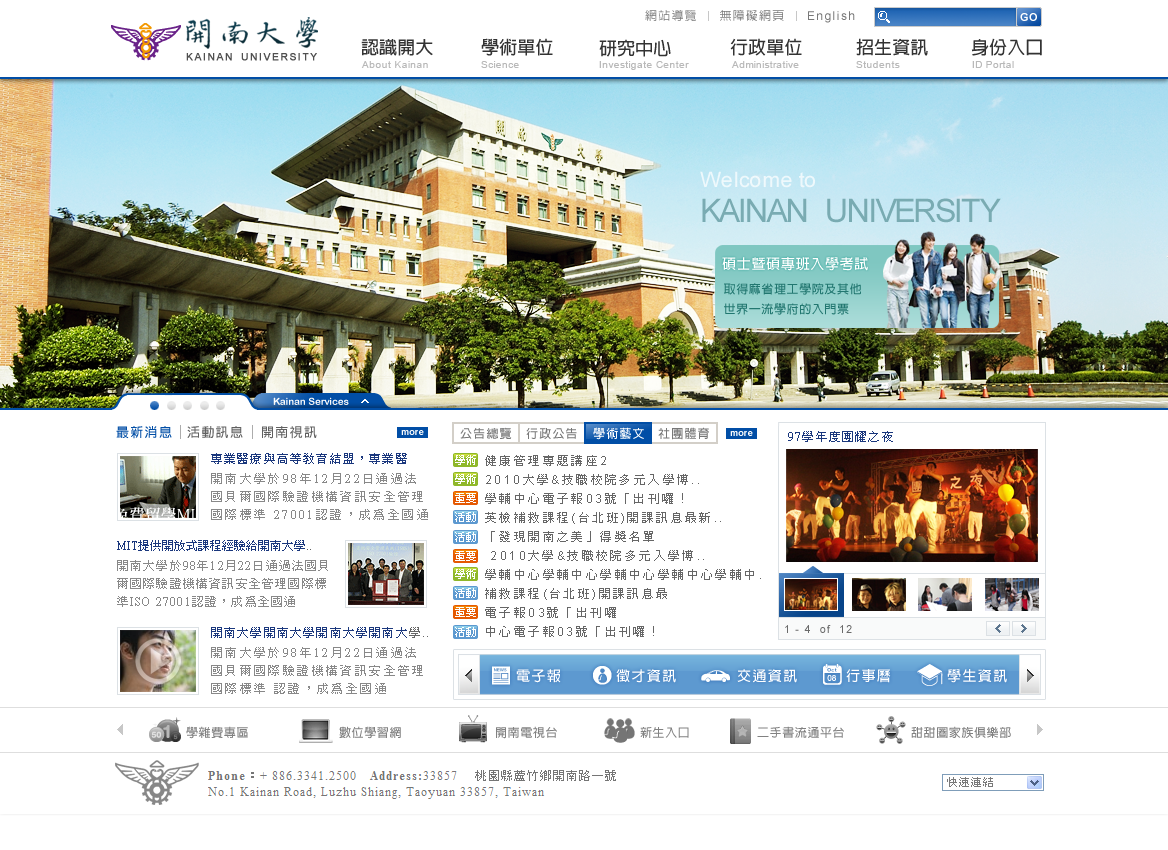 開南大學
KAINAN UNIVERSITY
網站導覽 | 無障礙網頁 | English
GO
認識開大
About Kainan
學術單位
Science
研究中心
Investigate Center
行政單位
Administrative
招生資訊
Students
身份入口
ID Portal
開南大學
Welcome to
KAINAN UNIVERSITY
碩士暨碩專班入學考試
取得麻省理工學院及其他
世界一流學府的入門票
Kainan Services
最新消息 | 活動訊息 | 開南視訊
more
專業醫療與高等教育結盟，專業醫
開南大學於98年12月22日通過法
國貝爾國際驗證機構資訊安全管理
國際標準 27001認證，成為全國通
MIT提供開放式課程經驗給開南大學..
開南大學於98年12月22日通過法國貝
爾國際驗證機構資訊安全管理國際標
準ISO 27001認證，成為全國通
開南大學開南大學開南大學開南大學..
開南大學於98年12月22日通過法
國貝爾國際驗證機構資訊安全管理
國際標準 認證，成為全國通
公告總覽
行政公告
學術藝文
社團體育
more
學術 健康管理專題講座2
學術 2010大學&技職校院多元入學博..
重要 學輔中心電子報03號「出刊囉！
活動 英檢補救課程(台北班)開課訊息最新..
活動 「發現開南之美」得獎名單
重要 2010大學&技職校院多元入學博..
學術 學輔中心學輔中心學輔中心學輔中心學輔中.
活動 補救課程(台北班)開課訊息最
重要 電子報03號「出刊囉
活動 中心電子報03號「出刊囉！
97學年度團耀之夜
之夜
1 - 4 of 12
NEWS
電子報
徵才資訊
交通資訊
Oct
08
行事曆
學生資訊
學雜費專區
數位學習網
開南電視台
新生入口
二手書流通平台
甜甜圈家族俱樂部
Phone：+ 886.3341.2500 Address:33857 桃園縣蘆竹鄉開南路一號
No.1 Kainan Road, Luzhu Shiang, Taoyuan 33857, Taiwan
快速連結